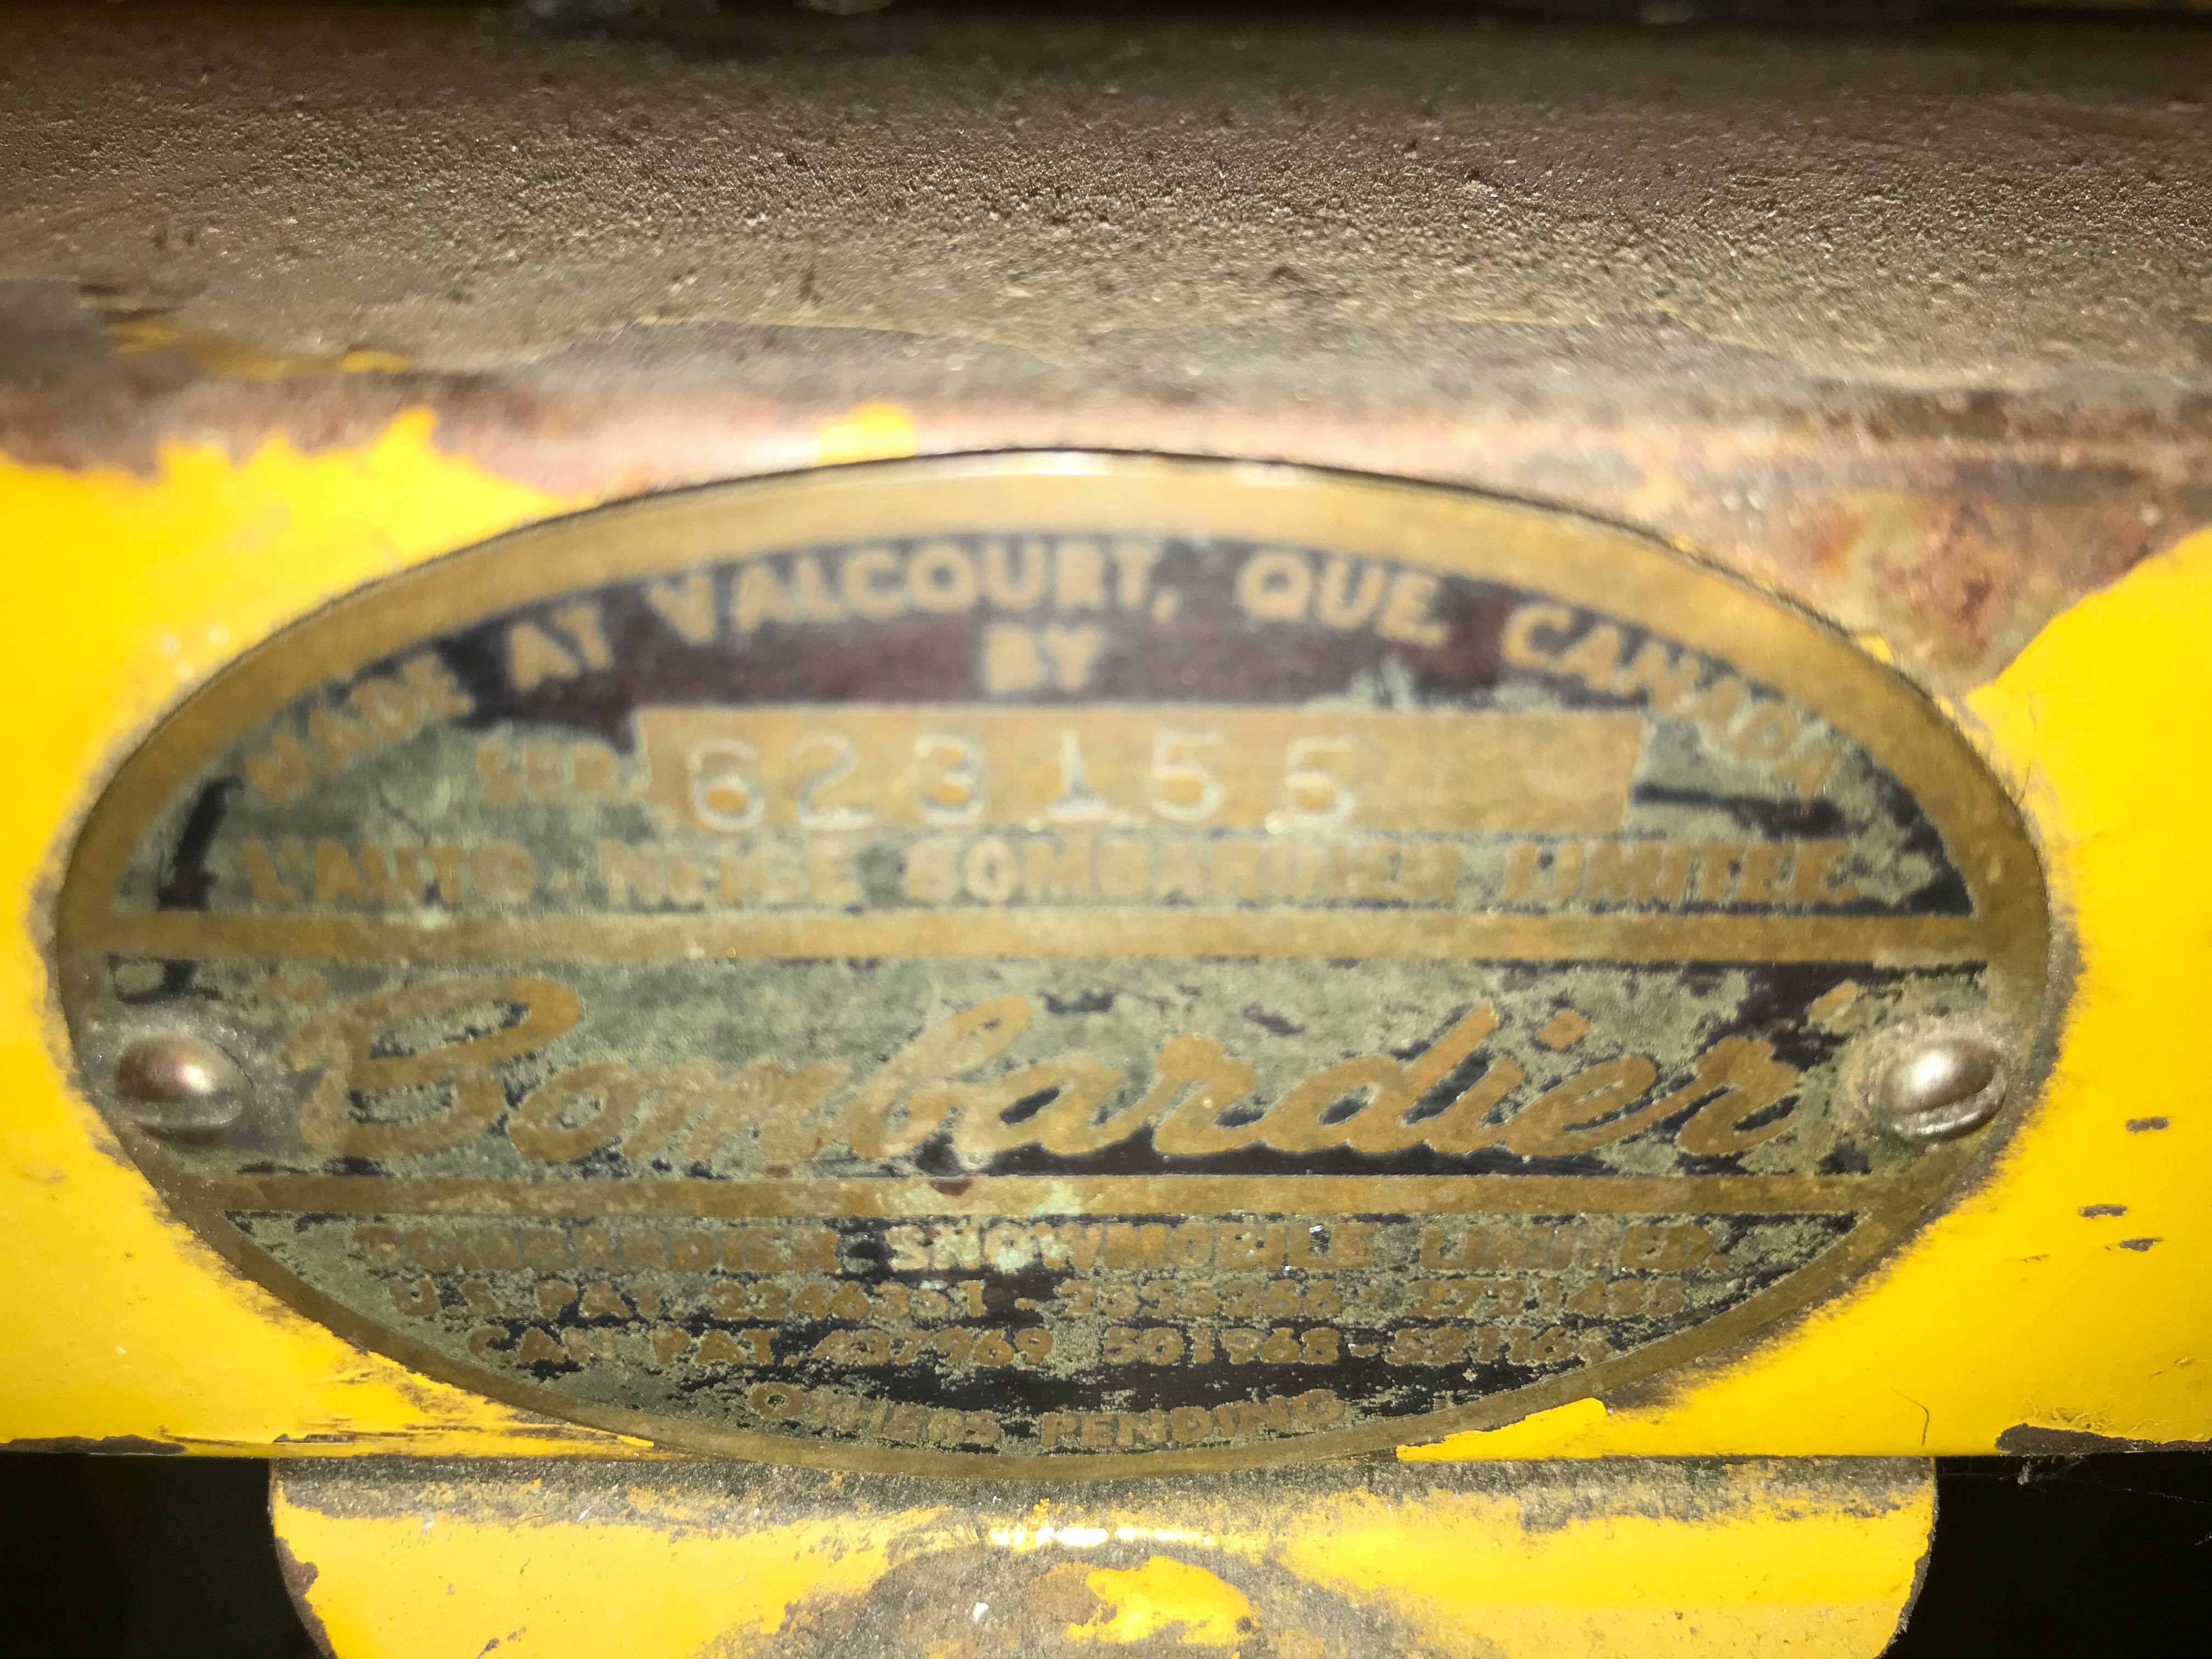 MADE AT VALCOURT, QUE. CANADA
BY
SER. 623155
L'AUTO-NEIGE BOMBARDIER LIMITEE.
"Bombardier"
BOMBARDIER SNOWMOBILE LIMITED.
U.S. PAT.
CAN. PAT. 437969 501968-
OTHERS PENDING